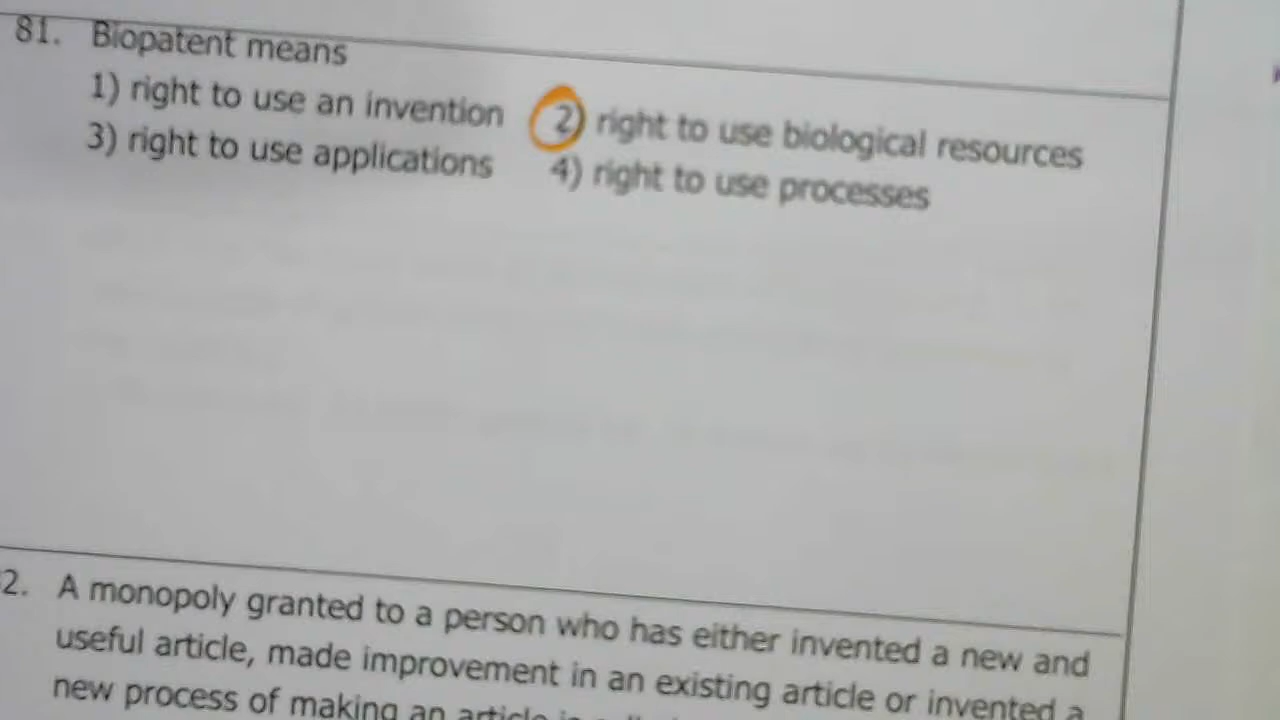 81. Biopatent means
1) right to use an invention 2) right to use biological resources
3) right to use applications 4) right to use processes
2. A monopoly granted to a person who has either invented a new and
useful article, made improvement in an existing article or invented a
new process of making an article is